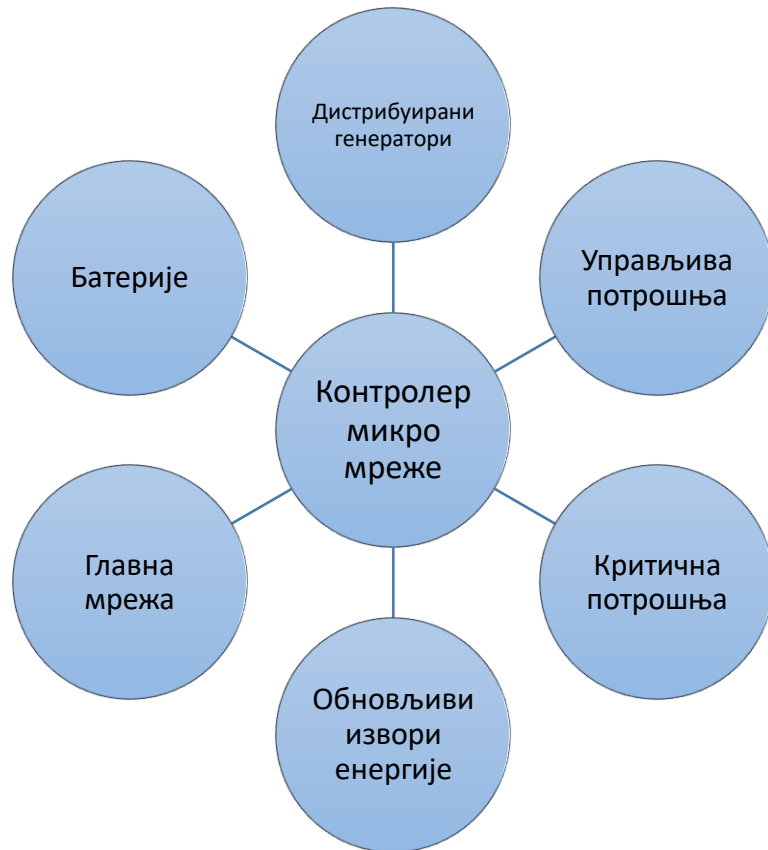 Дистрибуирани
генератори
Батерије
Управљива
потрошња
Контролер
микро
мреже
Главна
мрежа
Критична
потрошња
Обновљиви
извори
енергије